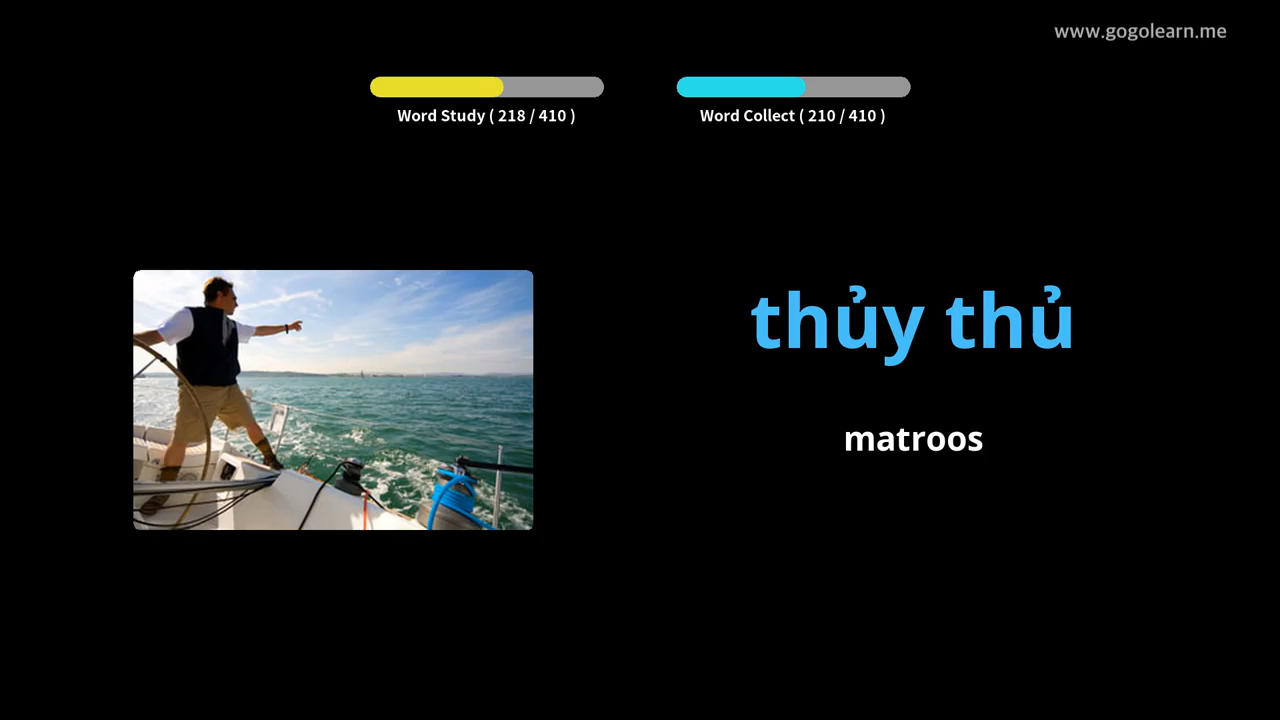 www.gogolearn.me
Word Study ( 218 / 410 )
Word Collect ( 210 / 410 )
thủy thủ
matroos